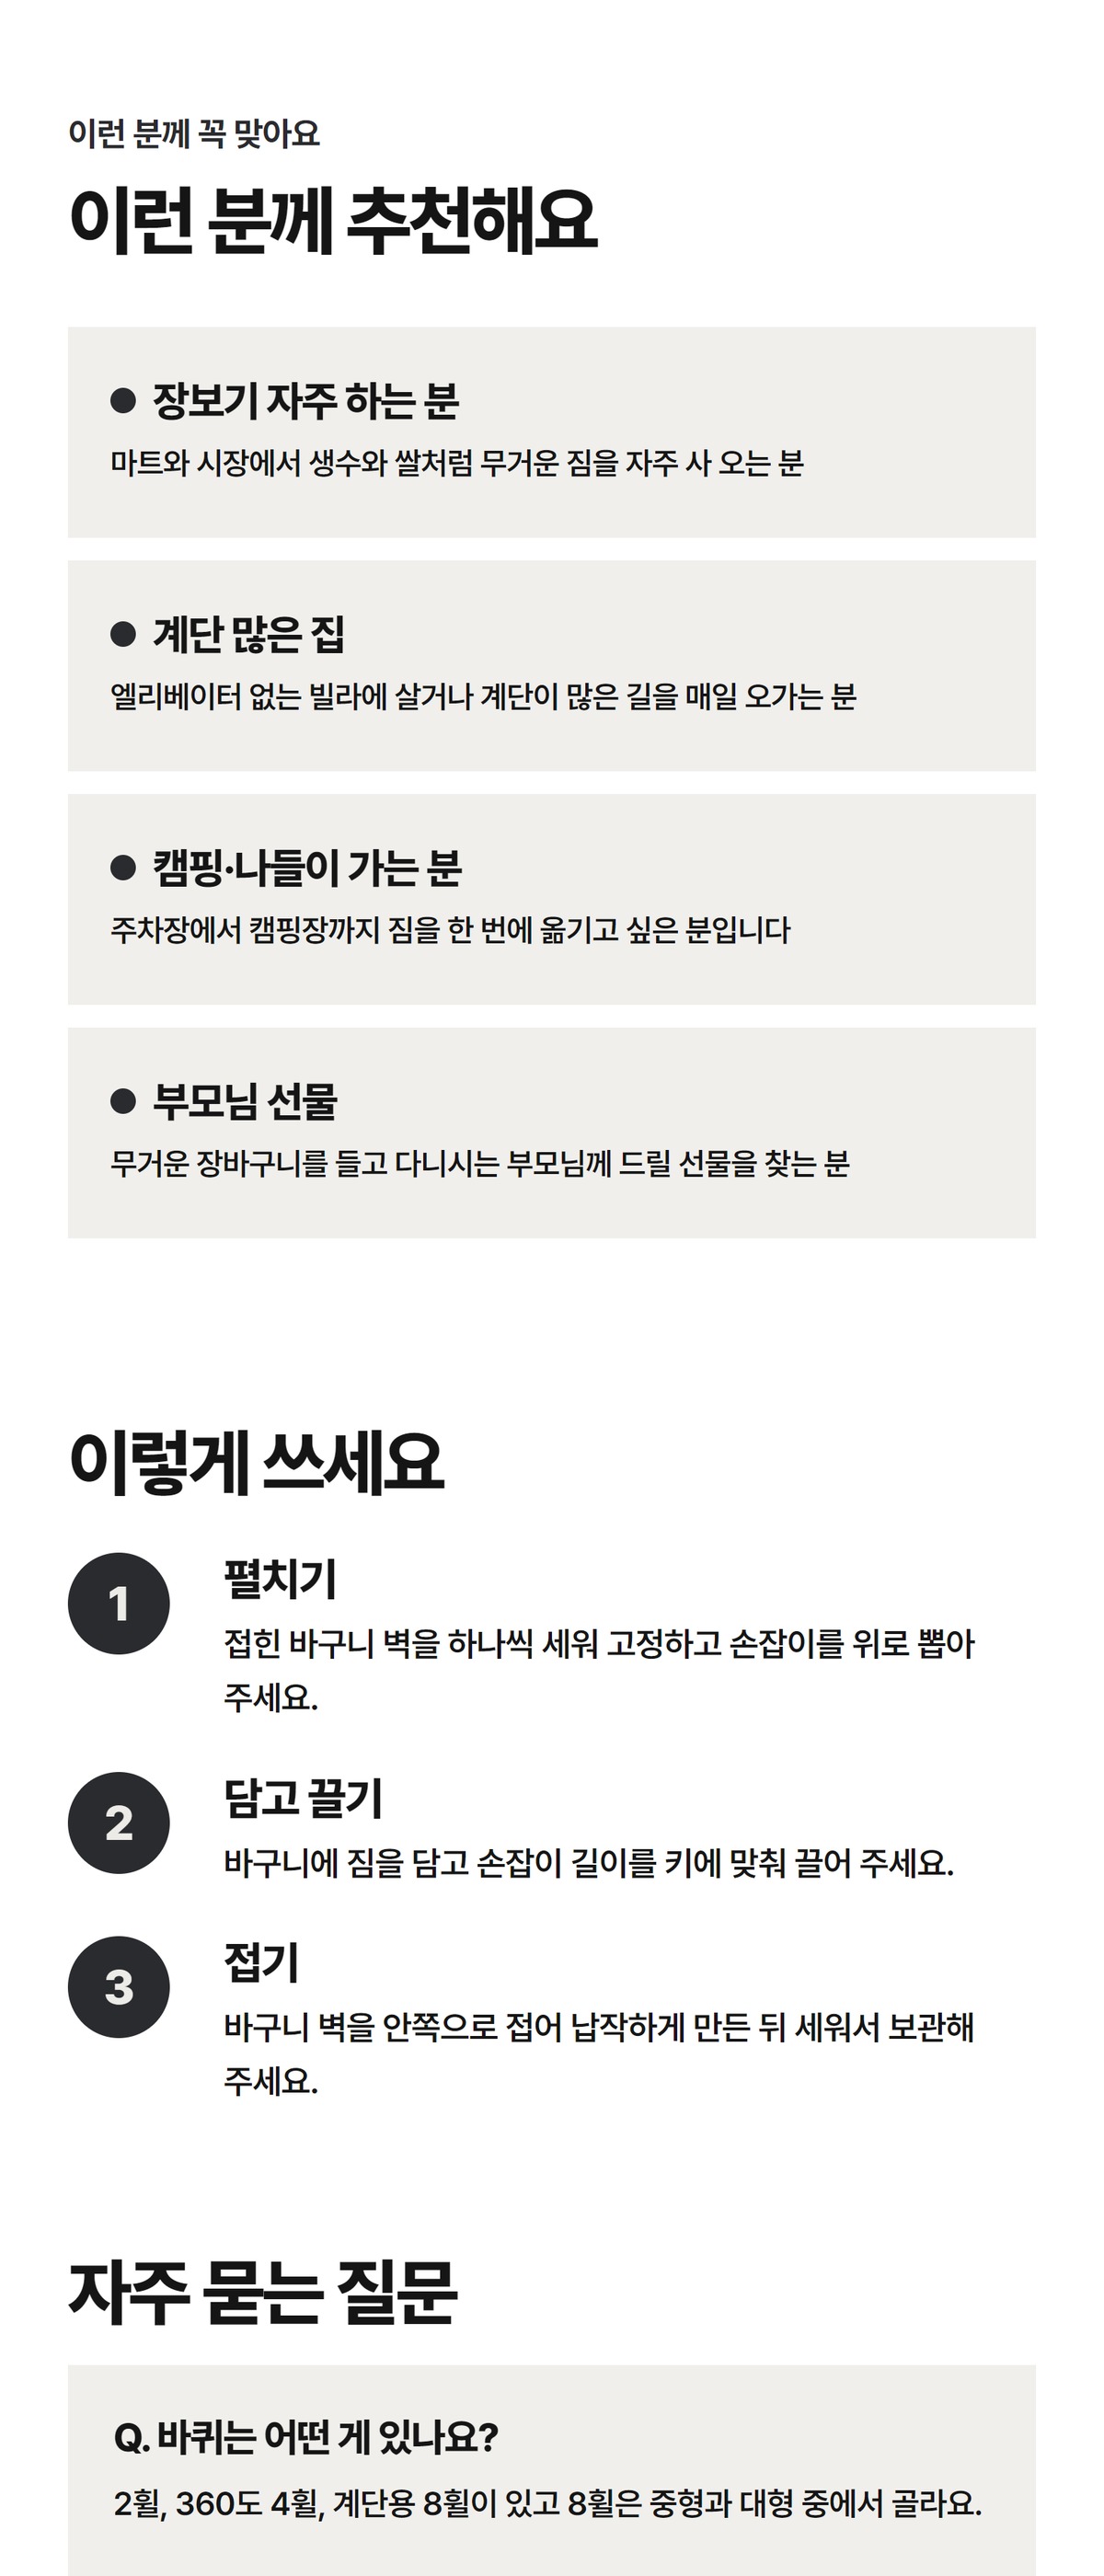 이런 분께 꼭 맞아요
이런 분께 추천해요
● 장보기 자주 하는 분
마트와 시장에서 생수와 쌀처럼 무거운 짐을 자주 사 오는 분
● 계단 많은 집
엘리베이터 없는 빌라에 살거나 계단이 많은 길을 매일 오가는 분
● 캠핑·나들이 가는 분
주차장에서 캠핑장까지 짐을 한 번에 옮기고 싶은 분입니다
● 부모님 선물
무거운 장바구니를 들고 다니시는 부모님께 드릴 선물을 찾는 분
이렇게 쓰세요
1 펼치기
접힌 바구니 벽을 하나씩 세워 고정하고 손잡이를 위로 뽑아
주세요.
2 담고 끌기
바구니에 짐을 담고 손잡이 길이를 키에 맞춰 끌어 주세요.
3 접기
바구니 벽을 안쪽으로 접어 납작하게 만든 뒤 세워서 보관해
주세요.
자주 묻는 질문
Q. 바퀴는 어떤 게 있나요?
2휠, 360도 4휠, 계단용 8휠이 있고 8휠은 중형과 대형 중에서 골라요.